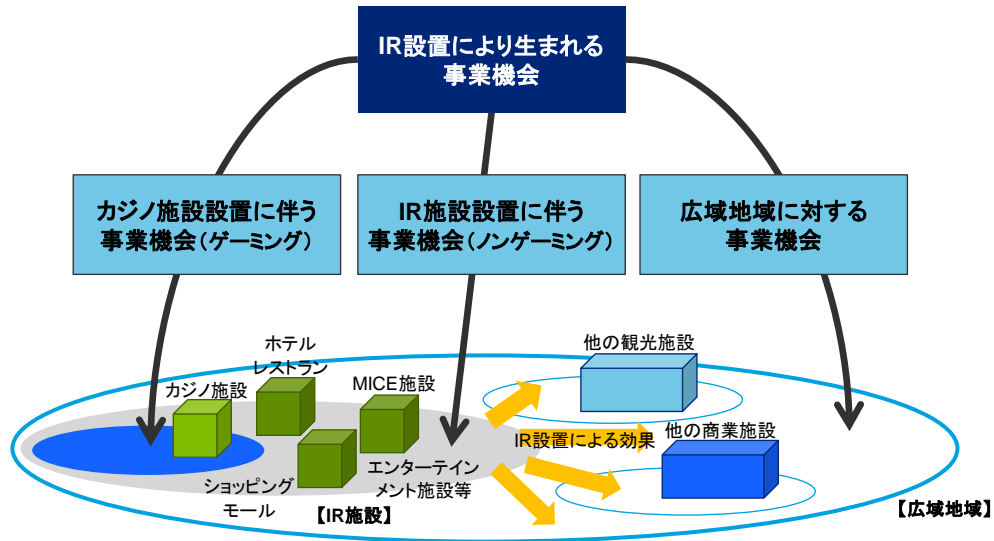 IR設置により生まれる
事業機会
カジノ施設設置に伴う
事業機会(ゲーミング)
IR施設設置に伴う
事業機会(ノンゲーミング)
広域地域に対する
事業機会
ホテル
レストラン
カジノ施設
MICE施設
他の観光施設
IR設置による効果
他の商業施設
ショッピング
モール
エンターテイン
メント施設等
【IR施設】
【広域地域】